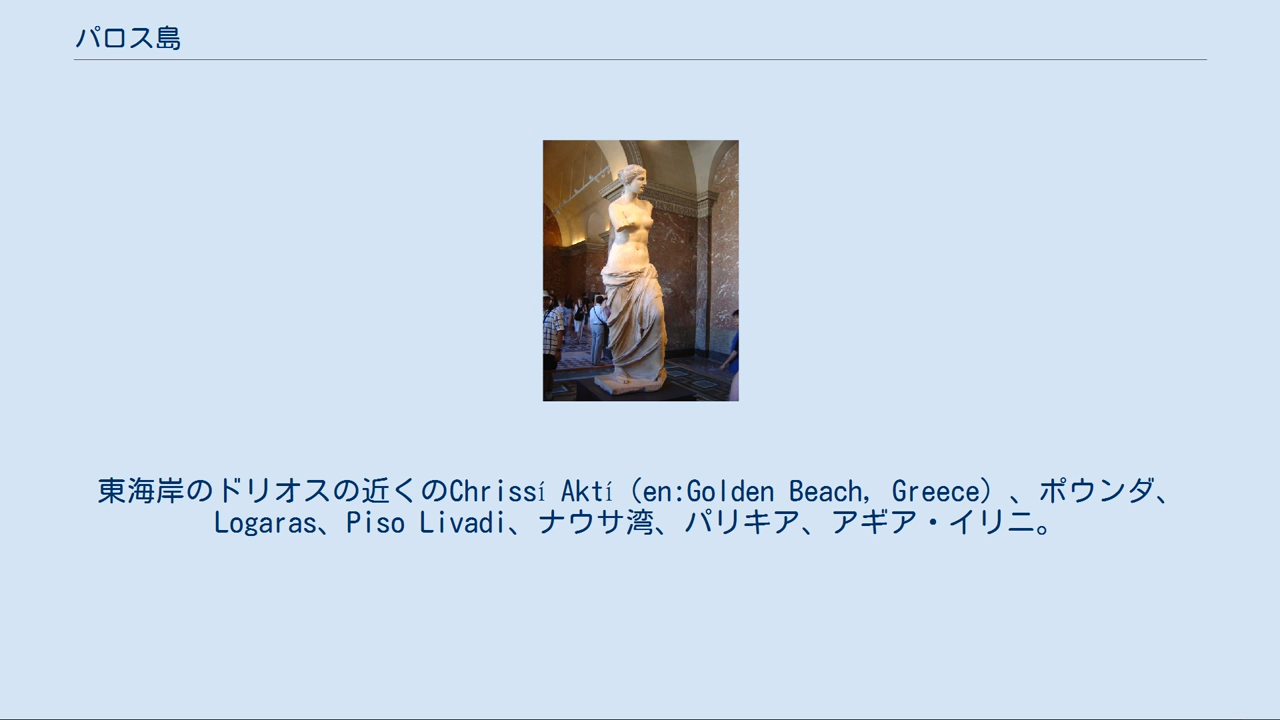 パロス島
東海岸のドリオスの近くのChrissí Aktí（en:Golden Beach, Greece）、ポウンダ、
Logaras、Piso Livadi、ナウサ湾、パリキア、アギア・イリニ。